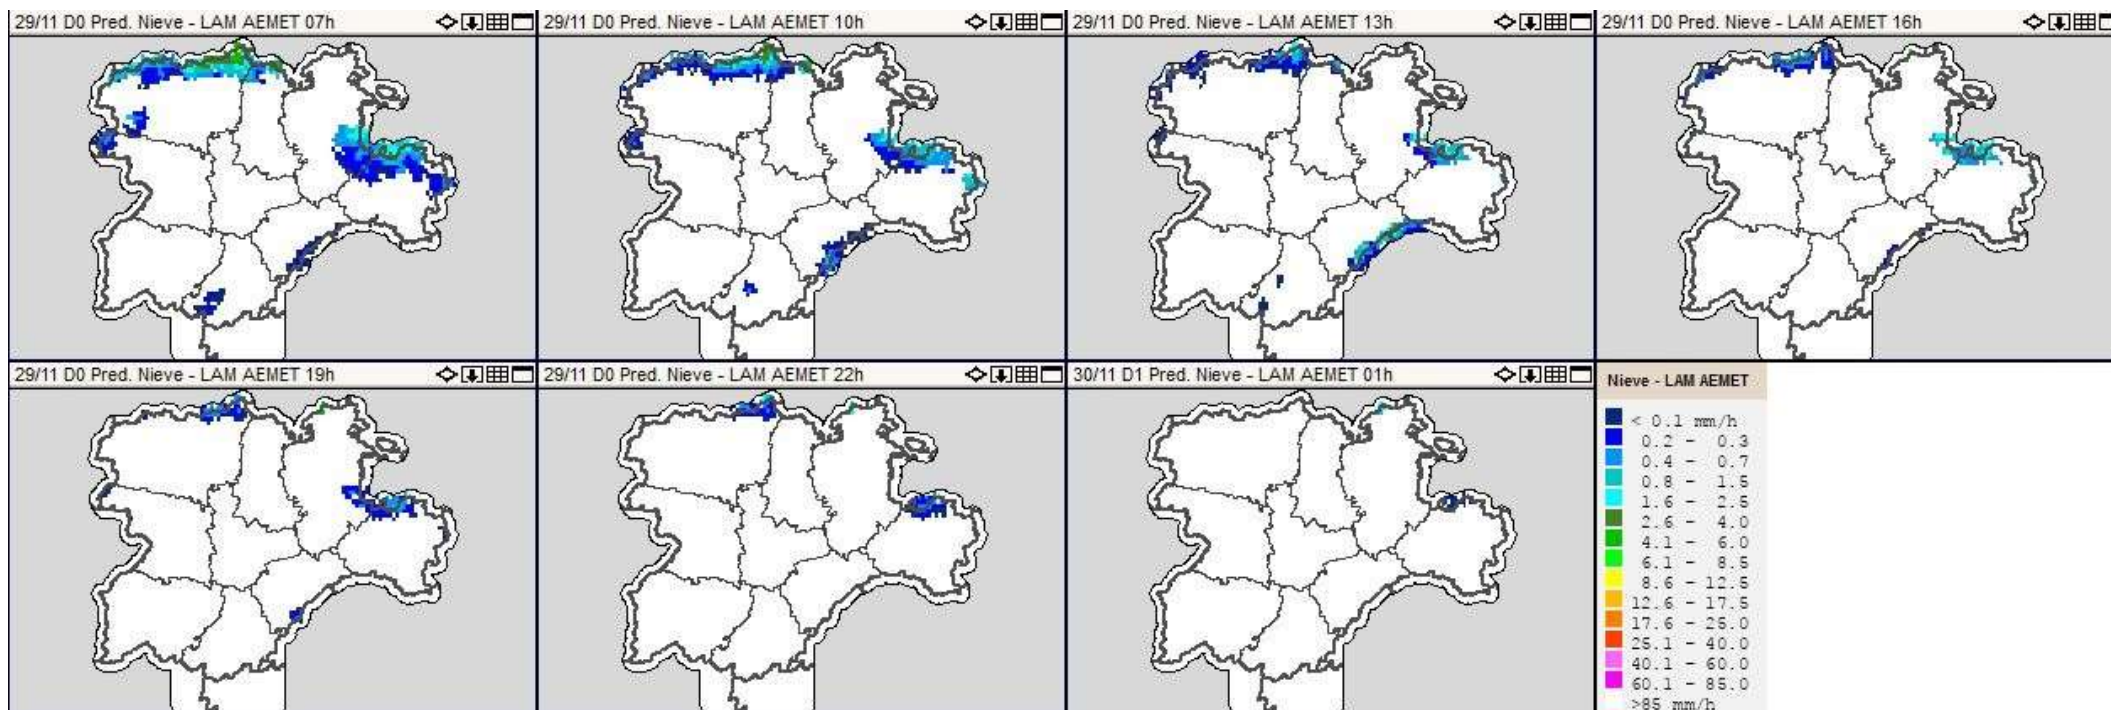 29/11 D0 Pred. Nieve - LAM AEMET 07h
29/11 D0 Pred. Nieve - LAM AEMET 10h
29/11 D0 Pred. Nieve - LAM AEMET 13h
29/11 D0 Pred. Nieve - LAM AEMET 16h
29/11 D0 Pred. Nieve - LAM AEMET 19h
29/11 D0 Pred. Nieve - LAM AEMET 22h
30/11 D1 Pred. Nieve - LAM AEMET 01h
Nieve - LAM AEMET
< 0.1 mm/h
0.2 - 0.3
0.4 - 0.7
0.8 - 1.5
1.6 - 2.5
2.6 - 4.0
4.1 - 6.0
6.1 - 8.5
8.6 - 12.5
12.6 - 17.5
17.6 - 25.0
25.1 - 40.0
40.1 - 60.0
60.1 - 85.0
>85 mm/h